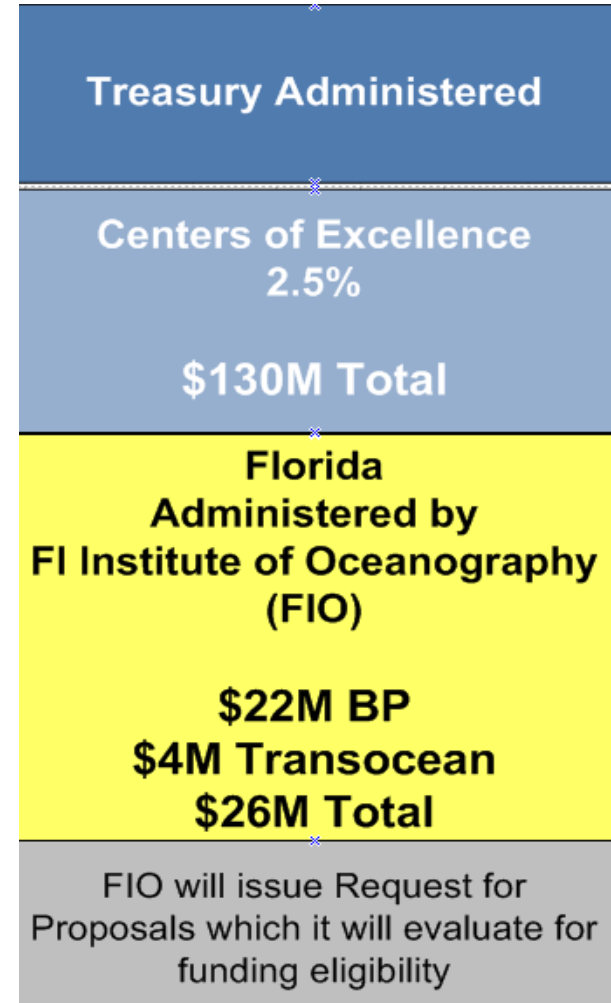 Treasury Administered
Centers of Excellence
2.5%
$130M Total
Florida
Administered by
Fl Institute of Oceanography
(FIO)
$22M BP
$4M Transocean
$26M Total
FIO will issue Request for
Proposals which it will evaluate for
funding eligibility